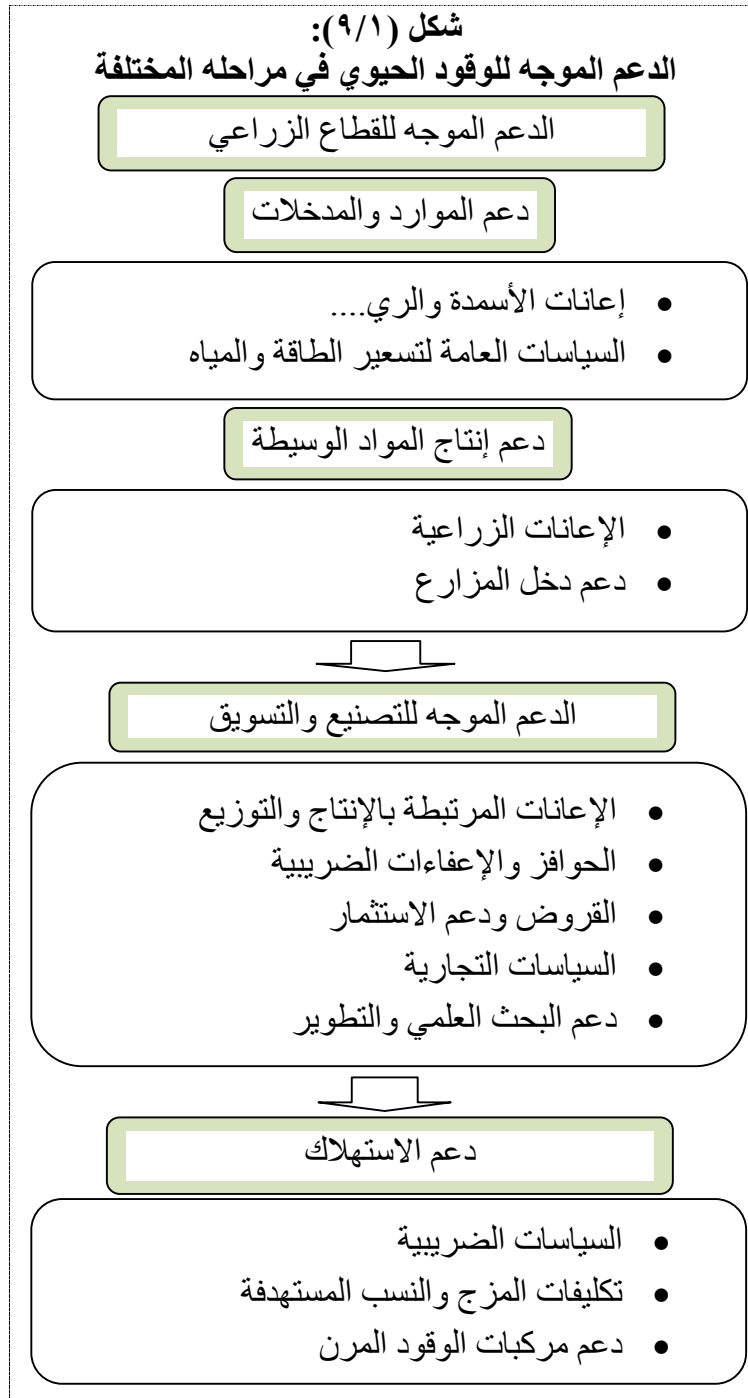 شكل (٩/١):
الدعم الموجه للوقود الحيوي في مراحله المختلفة
الدعم الموجه للقطاع الزراعي
دعم الموارد والمدخلات
• إعانات الأسمدة والري....
• السياسات العامة لتسعير الطاقة والمياه
دعم إنتاج المواد الوسيطة
• الإعانات الزراعية
• دعم دخل المزارع
الدعم الموجه للتصنيع والتسويق
• الإعانات المرتبطة بالإنتاج والتوزيع
• الحوافز والإعفاءات الضريبية
• القروض ودعم الاستثمار
• السياسات التجارية
• دعم البحث العلمي والتطوير
دعم الاستهلاك
• السياسات الضريبية
• تكليفات المزج والنسب المستهدفة
• دعم مركبات الوقود المرن